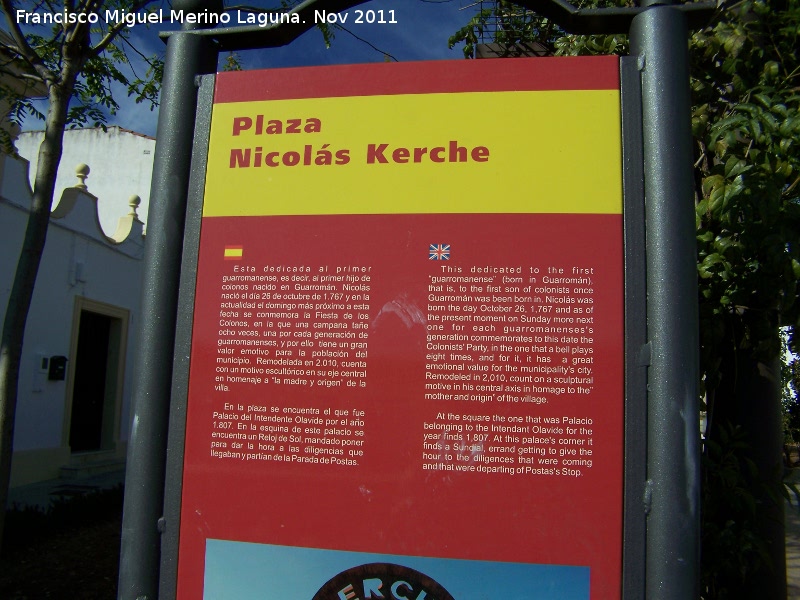 Francisco Miguel Merino Laguna. Nov 2011
Plaza
Nicolás Kerche
Esta dedicada al primer
guarromanense, es decir, al primer hijo de
colonos nacido en Guarromán. Nicolás
nació el día 26 de octubre de 1.767 y en la
actualidad el domingo más próximo a esta
fecha se conmemora la Fiesta de los
Colonos, en la que una campana tañe
ocho veces, una por cada generación de
guarromanenses, y por ello tiene un gran
valor emotivo para la población del
municipio. Remodelada en 2.010, cuenta
con un motivo escultórico en su eje central
en homenaje a "la madre y origen" de la
villa.
En la plaza se encuentra el que fue
Palacio del Intendente Olavide por el año
1.807. En la esquina de este palacio se
encuentra un Reloj de Sol, mandado poner
para dar la hora a las diligencias que
llegaban y partían de la Parada de Postas.
This dedicated to the first
"guarromanense" (born in Guarromán),
that is, to the first son of colonists once
Guarromán was been born in. Nicolás was
born the day October 26, 1,767 and as of
the present moment on Sunday more next
one for each guarromanenses's
generation commemorates to this date the
Colonists' Party, in the one that a bell plays
eight times, and for it, it has a great
emotional value for the municipality's city.
Remodeled in 2,010, count on a sculptural
motive in his central axis in homage to the"
mother and origin" of the village.
At the square the one that was Palacio
belonging to the Intendant Olavide for the
year finds 1,807. At this palace's corner it
finds a Sundial, errand getting to give the
hour to the diligences that were coming
and that were departing of Postas's Stop.
ERCH